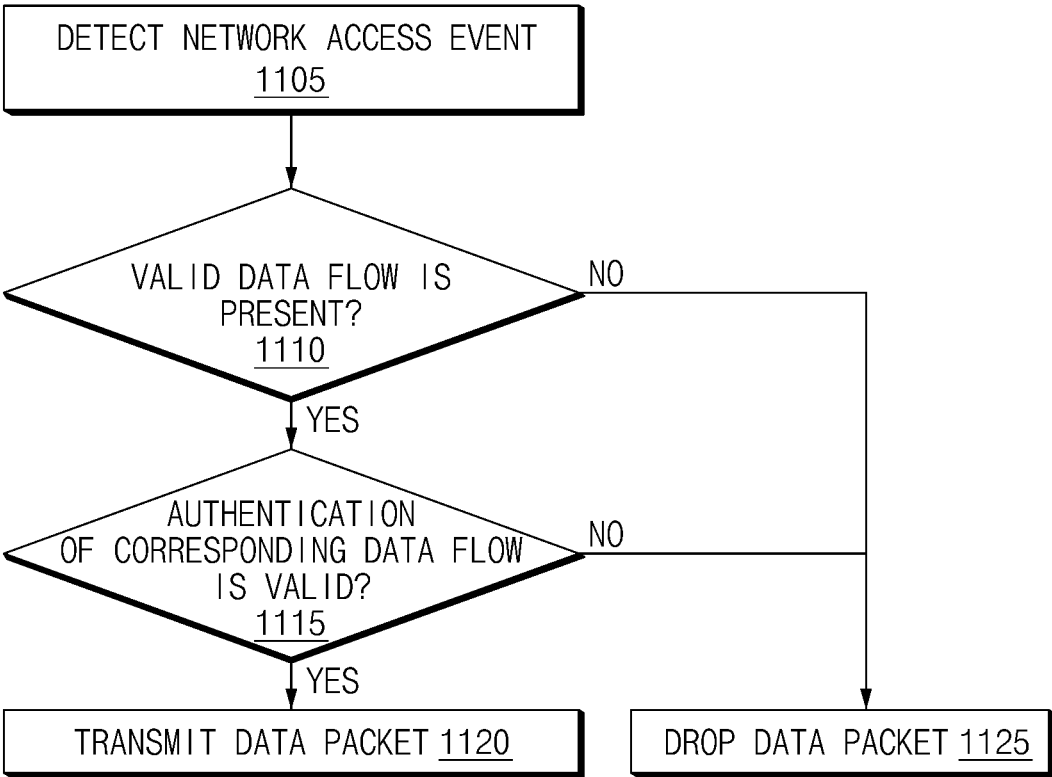 DETECT NETWORK ACCESS EVENT
1105
VALID DATA FLOW IS
PRESENT?
1110
NO
YES
AUTHENTICATION
OF CORRESPONDING DATA FLOW
IS VALID?
1115
NO
YES
TRANSMIT DATA PACKET 1120
DROP DATA PACKET 1125